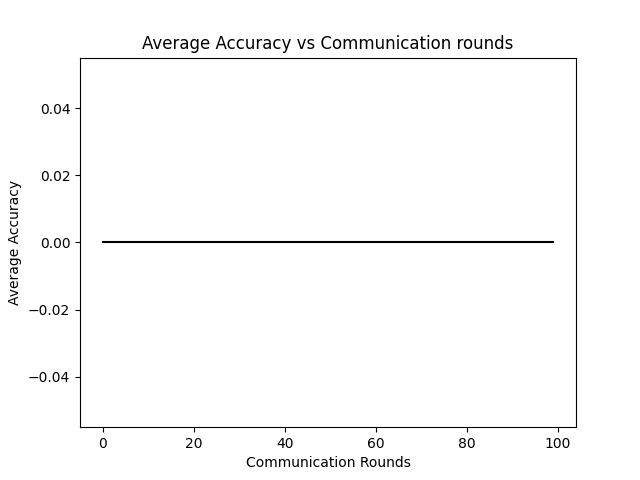 Average Accuracy vs Communication rounds
0.04
0.02
0.00
−0.02
−0.04
Average Accuracy
0 20 40 60 80 100
Communication Rounds